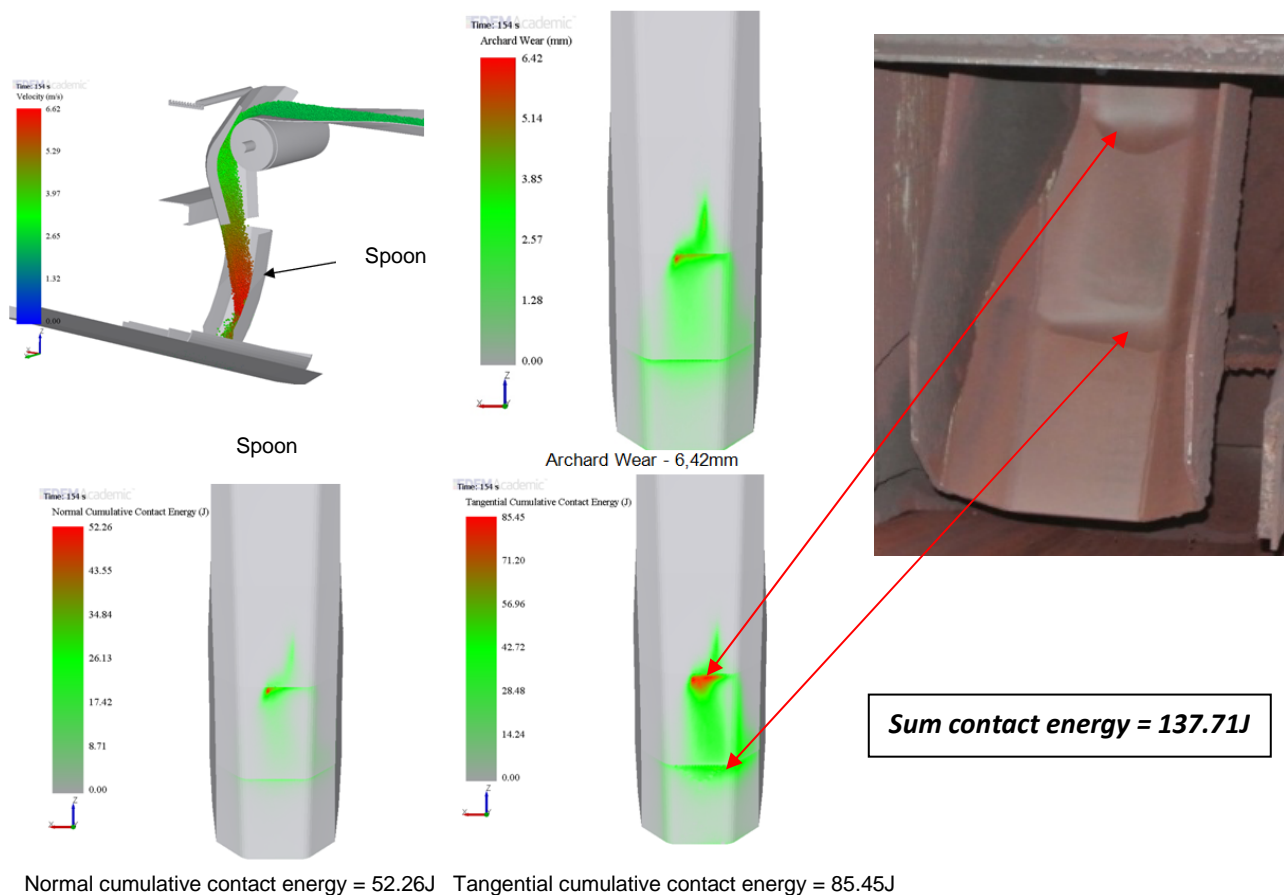 EDEMAcademic
Time: 154 s
Velocity (m/s)
6.62
5.29
3.97
2.65
1.32
0.00
Z
Spoon
EDEMAcademic
Time: 154 s
Archard Wear (mm)
6.42
5.14
3.85
2.57
1.28
0.00
Z
X
Archard Wear - 6,42mm
Spoon
EDEMAcademic
Time: 154 s
Normal Cumulative Contact Energy (J)
52.26
43.55
34.84
26.13
17.42
8.71
0.00
Z
X
Normal cumulative contact energy = 52.26J
EDEMAcademic
Time: 154 s
Tangential Cumulative Contact Energy (J)
85.45
71.20
56.96
42.72
28.48
14.24
0.00
Z
X
Tangential cumulative contact energy = 85.45J
Sum contact energy = 137.71J